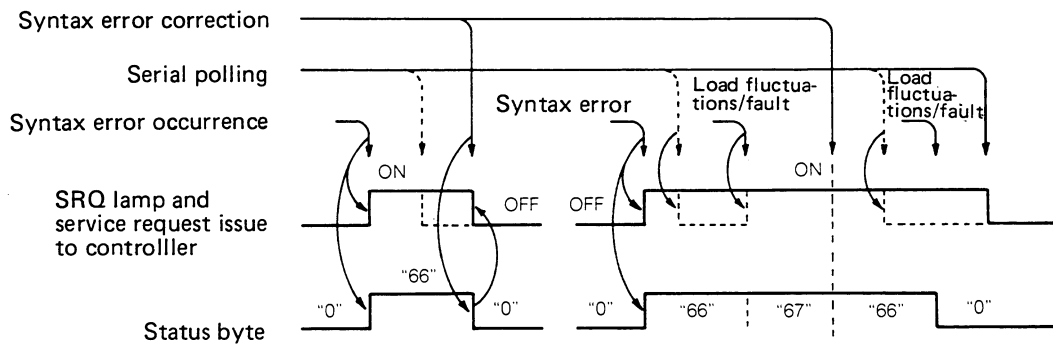 Syntax error correction
Serial polling
Load fluctua-
tions/fault
Load
fluctua-
tions/fault
Syntax error
Syntax error occurrence
ON
ON
SRQ lamp and
service request issue
to controlller
OFF
OFF
"66"
"0"
"0"
"0"
"66"
"67"
"66"
"0"
Status byte